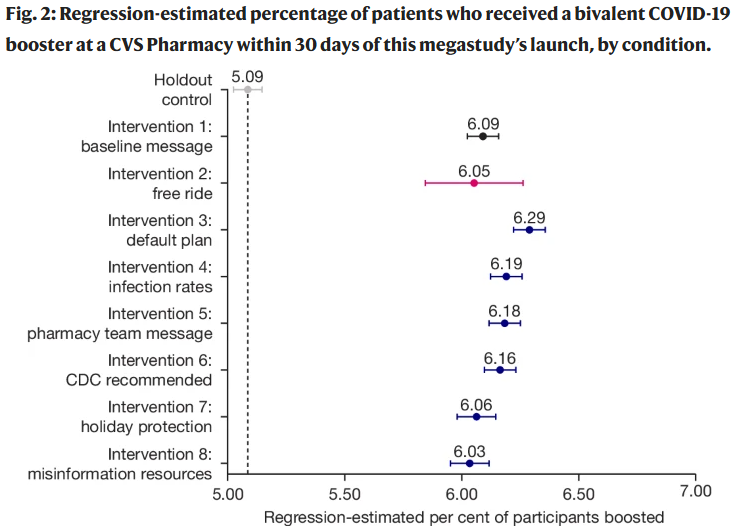 Fig. 2: Regression-estimated percentage of patients who received a bivalent COVID-19
booster at a CVS Pharmacy within 30 days of this megastudy’s launch, by condition.
Holdout
control
5.09
Intervention 1:
baseline message
6.09
Intervention 2:
free ride
6.05
Intervention 3:
default plan
6.29
Intervention 4:
infection rates
6.19
Intervention 5:
pharmacy team message
6.18
Intervention 6:
CDC recommended
6.16
Intervention 7:
holiday protection
6.06
Intervention 8:
misinformation resources
6.03
5.00 5.50 6.00 6.50 7.00
Regression-estimated per cent of participants boosted